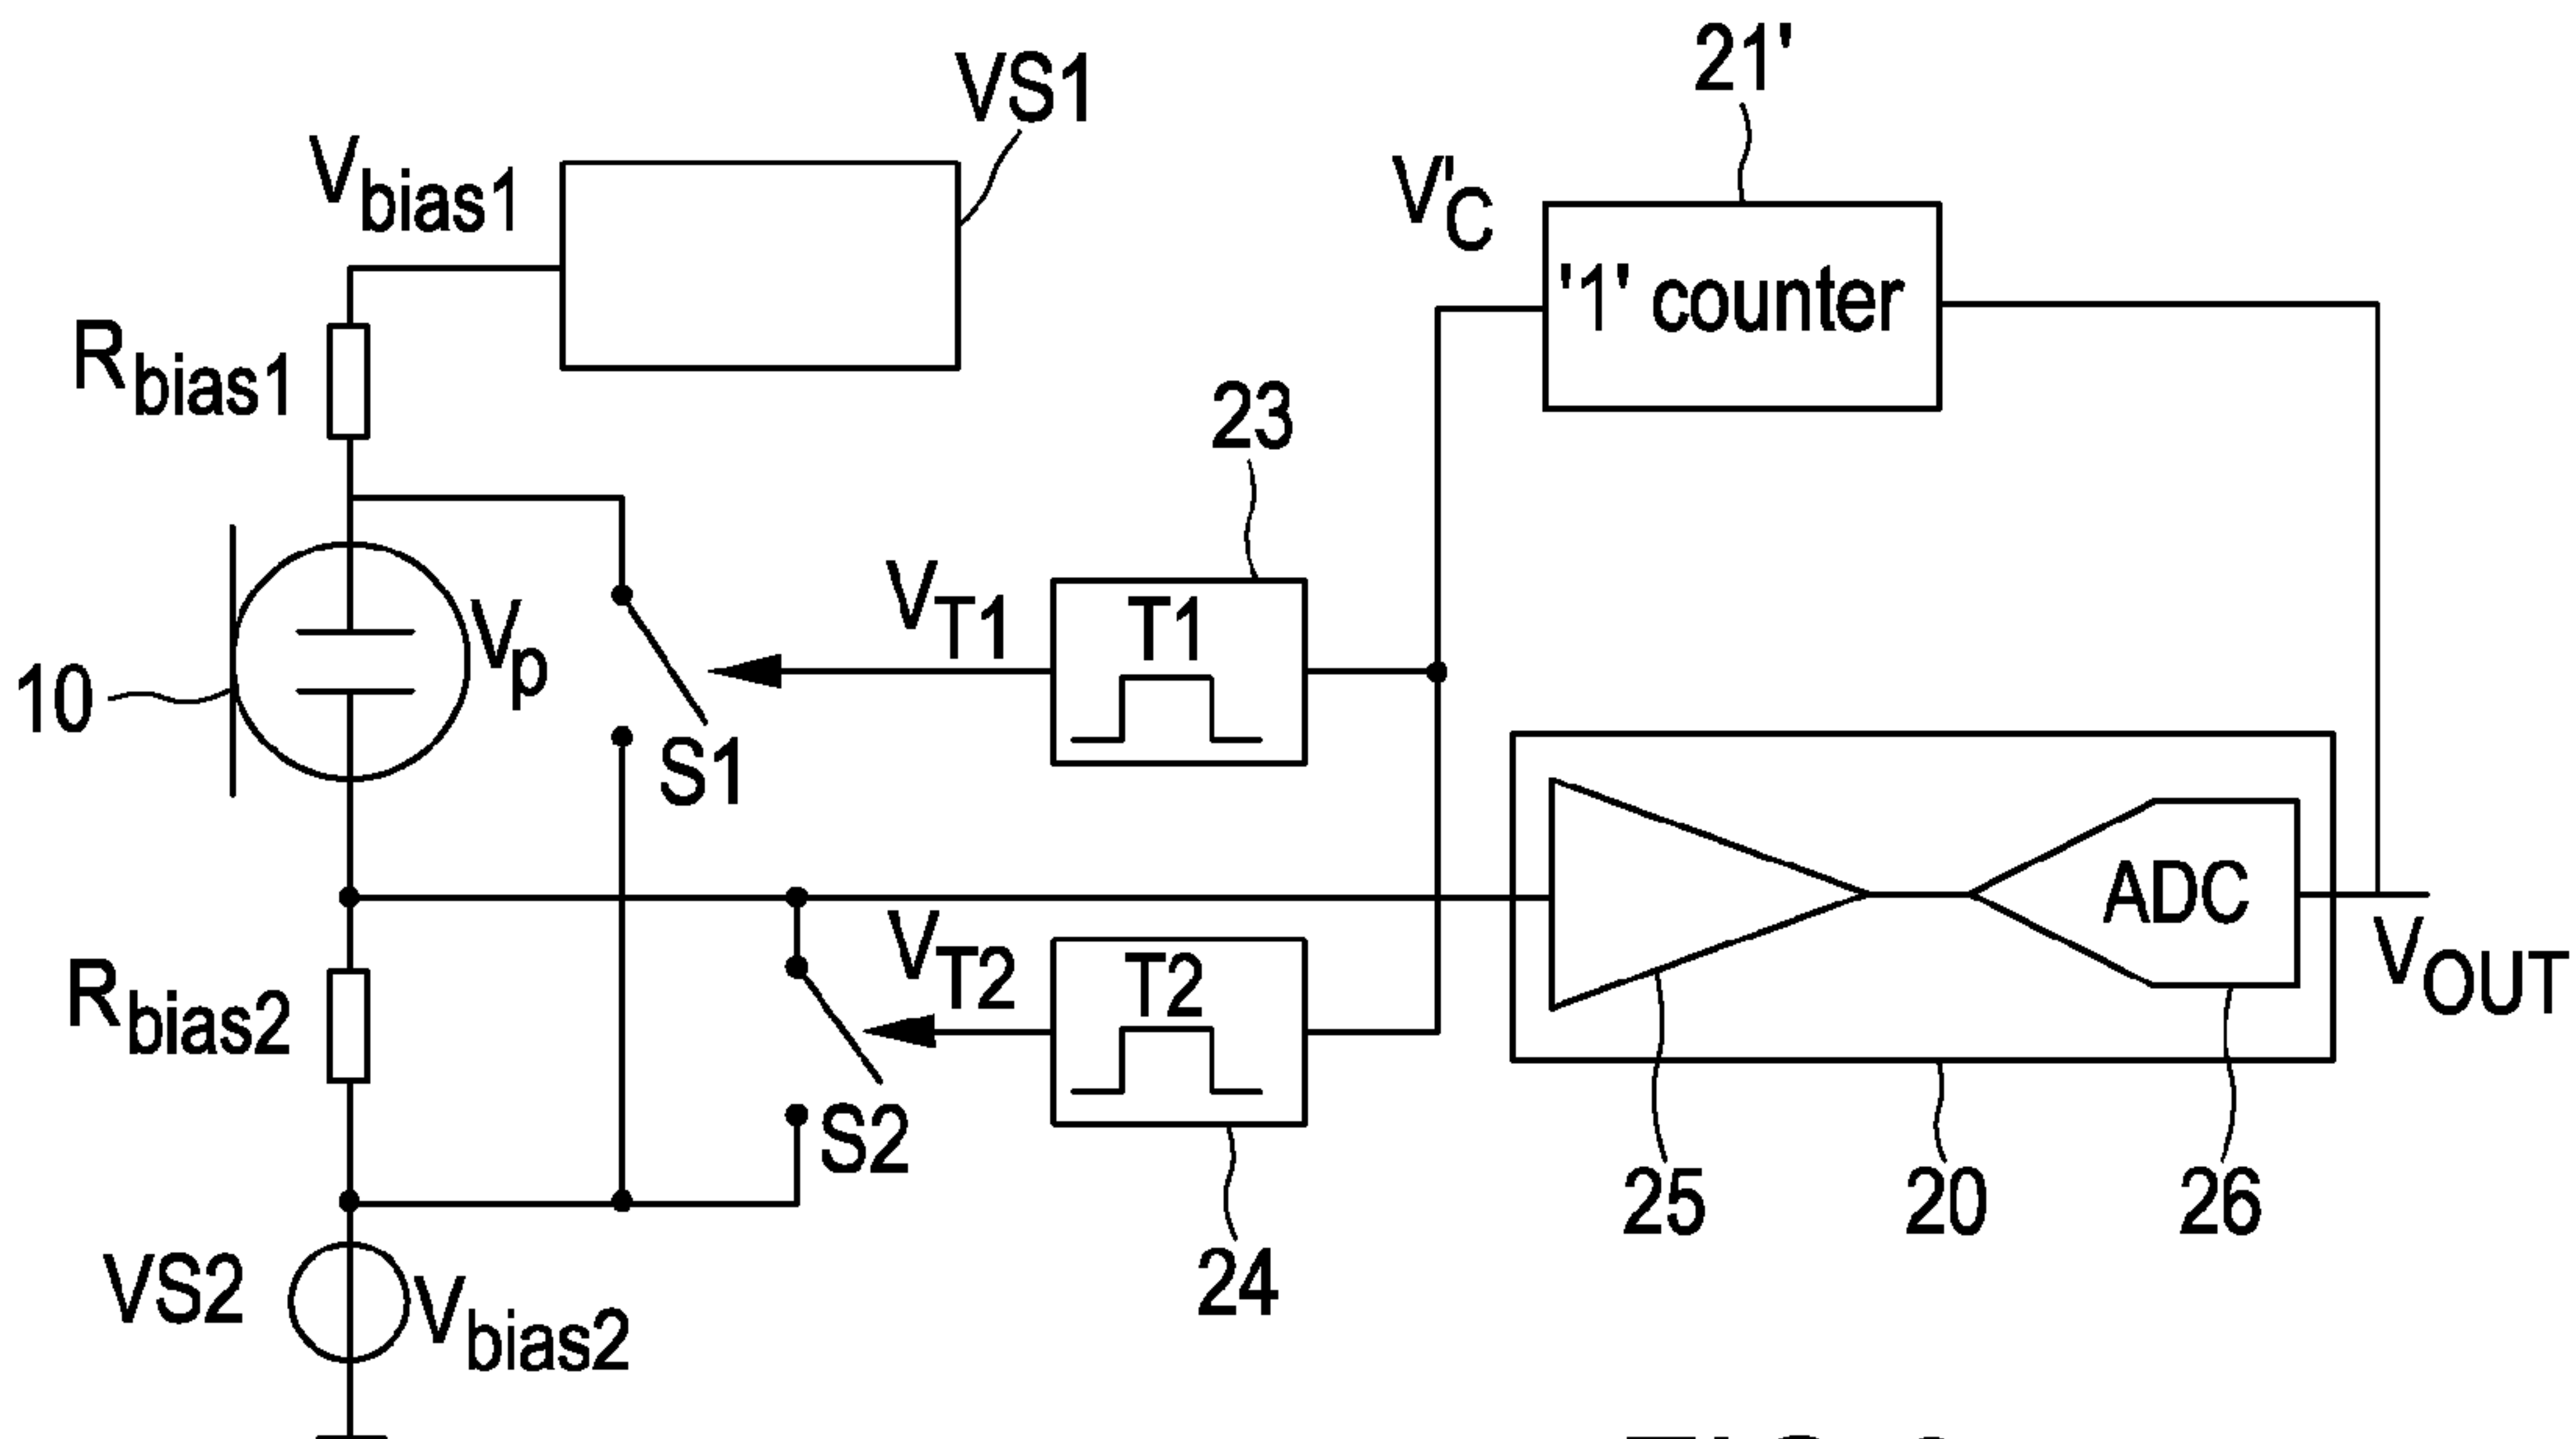 21'
VS1
Vbias1
V'C
'1' counter
Rbias1
23
VT1
T1
Vp
10
S1
ADC
VT2
T2
VOUT
Rbias2
S2
25
20
26
24
VS2
Vbias2